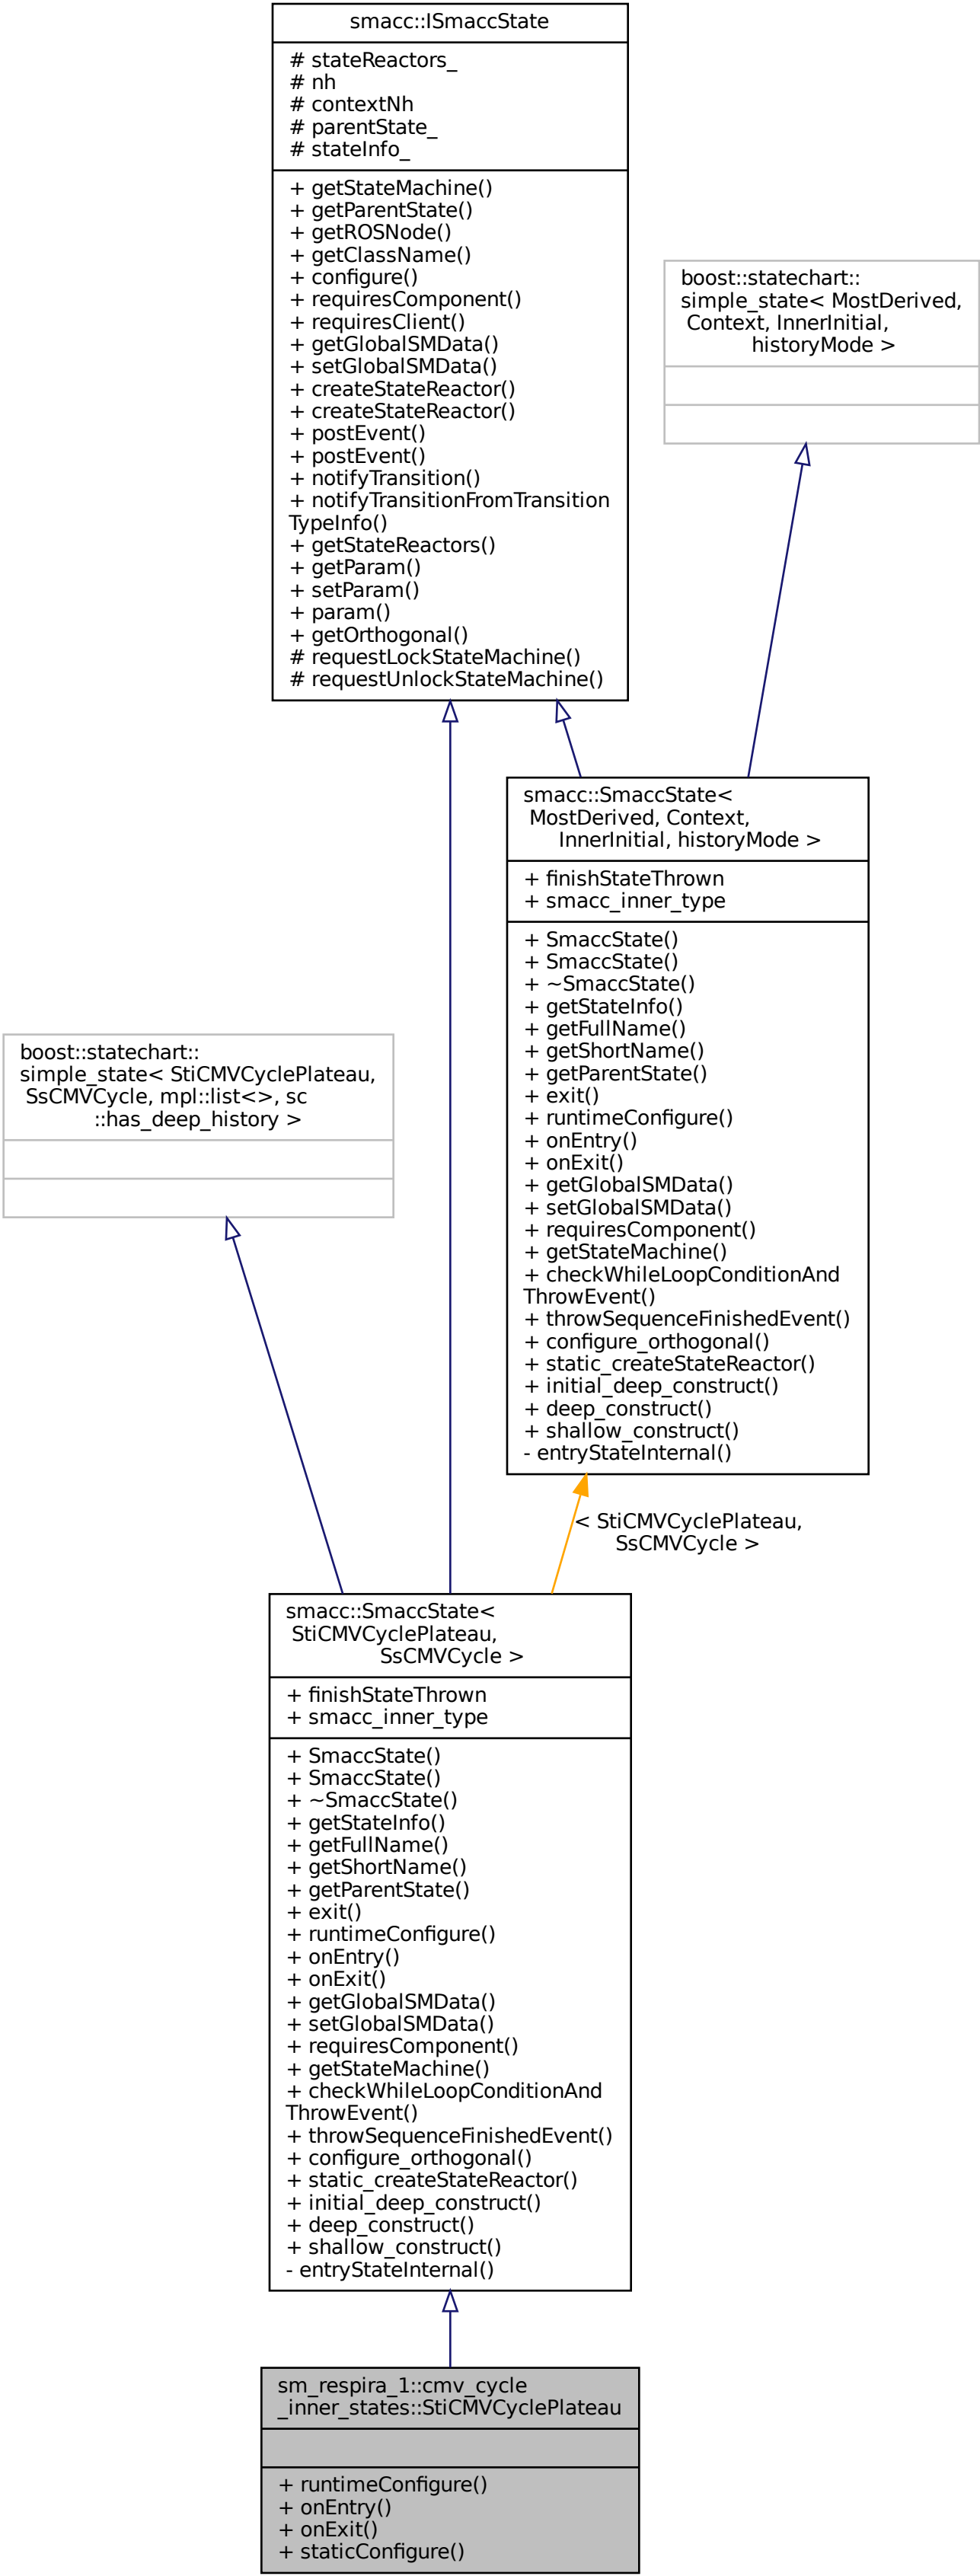 smacc::ISmaccState
# stateReactors_
# nh
# contextNh
# parentState_
# stateInfo_
+ getStateMachine()
+ getParentState()
+ getROSNode()
+ getClassName()
+ configure()
+ requiresComponent()
+ requiresClient()
+ getGlobalSMData()
+ setGlobalSMData()
+ createStateReactor()
+ createStateReactor()
+ postEvent()
+ postEvent()
+ notifyTransition()
+ notifyTransitionFromTransition
TypeInfo()
+ getStateReactors()
+ getParam()
+ setParam()
+ param()
+ getOrthogonal()
# requestLockStateMachine()
# requestUnlockStateMachine()
boost::statechart::
simple_state< MostDerived,
Context, InnerInitial,
historyMode >
smacc::SmaccState<
MostDerived, Context,
InnerInitial, historyMode >
+ finishStateThrown
+ smacc_inner_type
+ SmaccState()
+ SmaccState()
+ ~SmaccState()
+ getStateInfo()
+ getFullName()
+ getShortName()
+ getParentState()
+ exit()
+ runtimeConfigure()
+ onEntry()
+ onExit()
+ getGlobalSMData()
+ setGlobalSMData()
+ requiresComponent()
+ getStateMachine()
+ checkWhileLoopConditionAnd
ThrowEvent()
+ throwSequenceFinishedEvent()
+ configure_orthogonal()
+ static_createStateReactor()
+ initial_deep_construct()
+ deep_construct()
+ shallow_construct()
- entryStateInternal()
boost::statechart::
simple_state< StiCMVCyclePlateau,
SsCMVCycle, mpl::list<>, sc
::has_deep_history >
< StiCMVCyclePlateau,
SsCMVCycle >
smacc::SmaccState<
StiCMVCyclePlateau,
SsCMVCycle >
+ finishStateThrown
+ smacc_inner_type
+ SmaccState()
+ SmaccState()
+ ~SmaccState()
+ getStateInfo()
+ getFullName()
+ getShortName()
+ getParentState()
+ exit()
+ runtimeConfigure()
+ onEntry()
+ onExit()
+ getGlobalSMData()
+ setGlobalSMData()
+ requiresComponent()
+ getStateMachine()
+ checkWhileLoopConditionAnd
ThrowEvent()
+ throwSequenceFinishedEvent()
+ configure_orthogonal()
+ static_createStateReactor()
+ initial_deep_construct()
+ deep_construct()
+ shallow_construct()
- entryStateInternal()
sm_respira_1::cmv_cycle
_inner_states::StiCMVCyclePlateau
+ runtimeConfigure()
+ onEntry()
+ onExit()
+ staticConfigure()